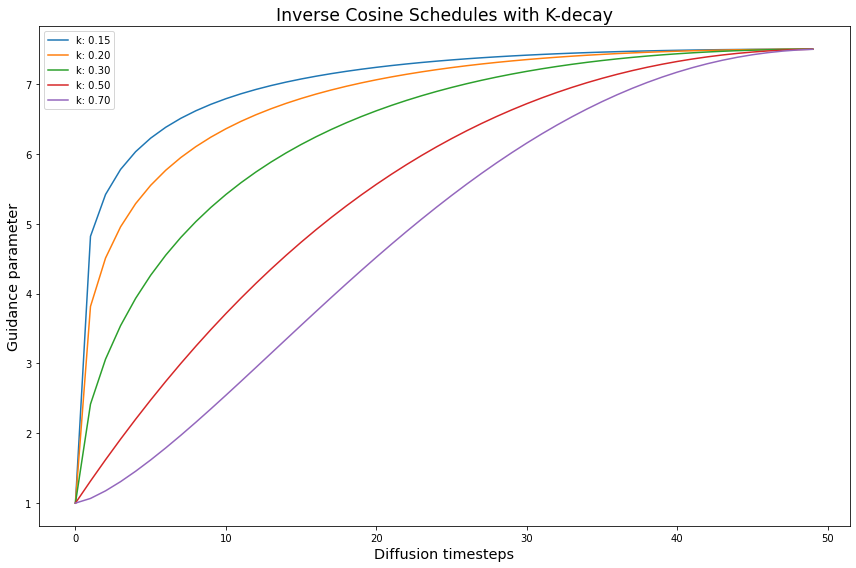 Inverse Cosine Schedules with K-decay
k: 0.15
k: 0.20
k: 0.30
k: 0.50
k: 0.70
Guidance parameter
7
6
5
4
3
2
1
0 10 20 30 40 50
Diffusion timesteps